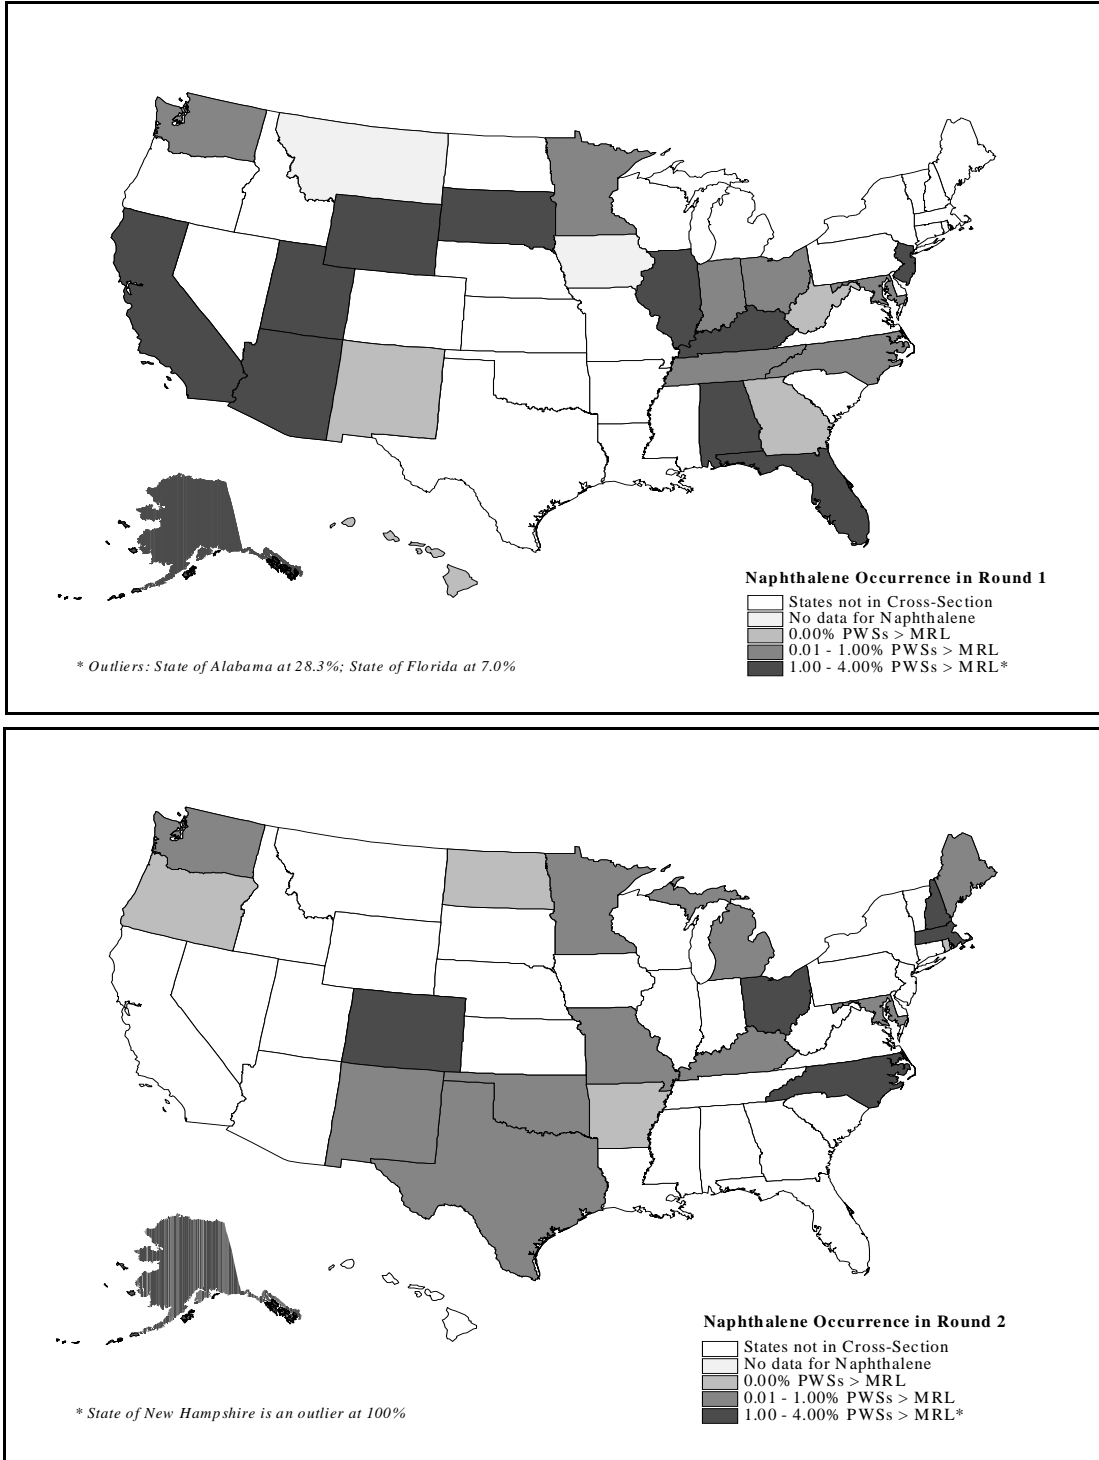 Naphthalene Occurrence in Round 1
States not in Cross-Section
No data for Naphthalene
0.00% PWSs > MRL
0.01 - 1.00% PWSs > MRL
1.00 - 4.00% PWSs > MRL*
* Outliers: State of Alabama at 28.3%; State of Florida at 7.0%
Naphthalene Occurrence in Round 2
States not in Cross-Section
No data for Naphthalene
0.00% PWSs > MRL
0.01 - 1.00% PWSs > MRL
1.00 - 4.00% PWSs > MRL*
* State of New Hampshire is an outlier at 100%